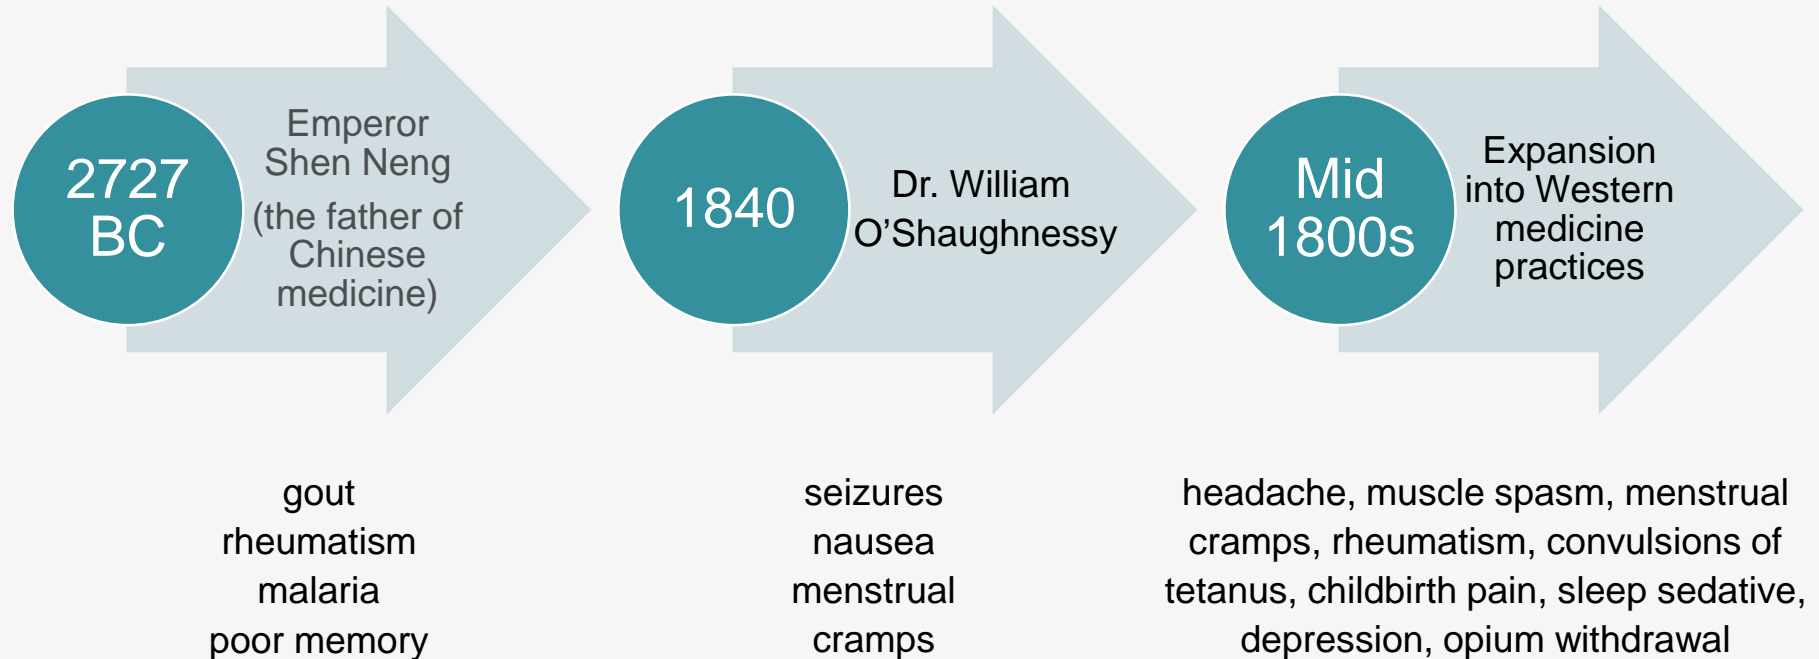 2727
BC
Emperor
Shen Neng
(the father of
Chinese
medicine)
gout
rheumatism
malaria
poor memory
1840
Dr. William
O’Shaughnessy
seizures
nausea
menstrual
cramps
Mid
1800s
Expansion
into Western
medicine
practices
headache, muscle spasm, menstrual
cramps, rheumatism, convulsions of
tetanus, childbirth pain, sleep sedative,
depression, opium withdrawal